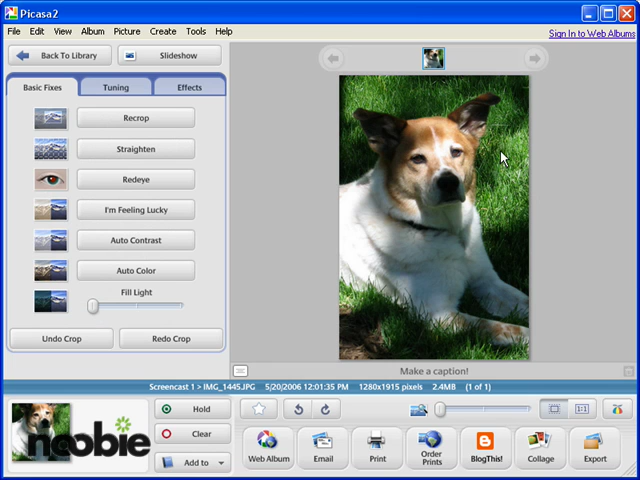 Picasa2
File Edit View Album Picture Create Tools Help
Sign In to Web Albums
Back To Library
Slideshow
Basic Fixes
Tuning
Effects
Recrop
Straighten
Redeye
I'm Feeling Lucky
Auto Contrast
Auto Color
Fill Light
Undo Crop
Redo Crop
Make a caption!
Screencast 1 > IMG_1445.JPG 5/20/2006 12:01:35 PM 1280x1915 pixels 2.4MB (1 of 1)
Hold
Clear
Add to
noobie
1:1
Web Album
Email
Print
Order
Prints
BlogThis!
Collage
Export